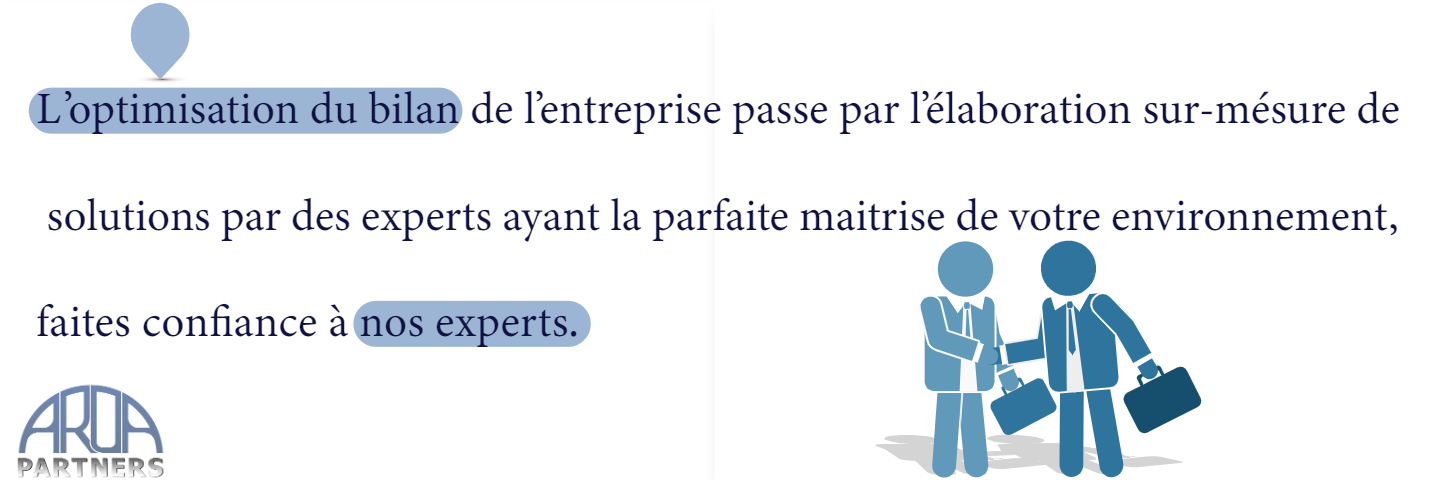 L'optimisation du bilan de l'entreprise passe par l'élaboration sur-mésure de
solutions par des experts ayant la parfaite maitrise de votre environnement,
faites confiance à nos experts.
AROA
PARTNERS